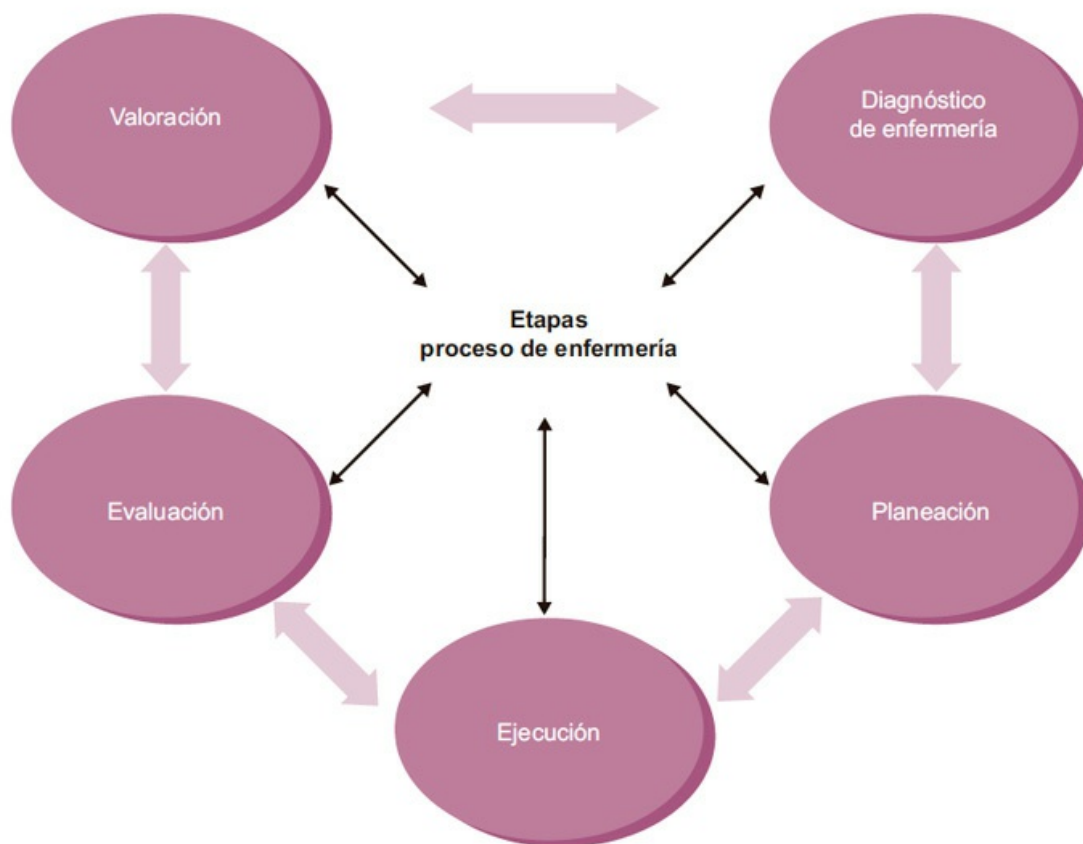 Valoración
Diagnóstico
de enfermería
Etapas
proceso de enfermería
Evaluación
Planeación
Ejecución